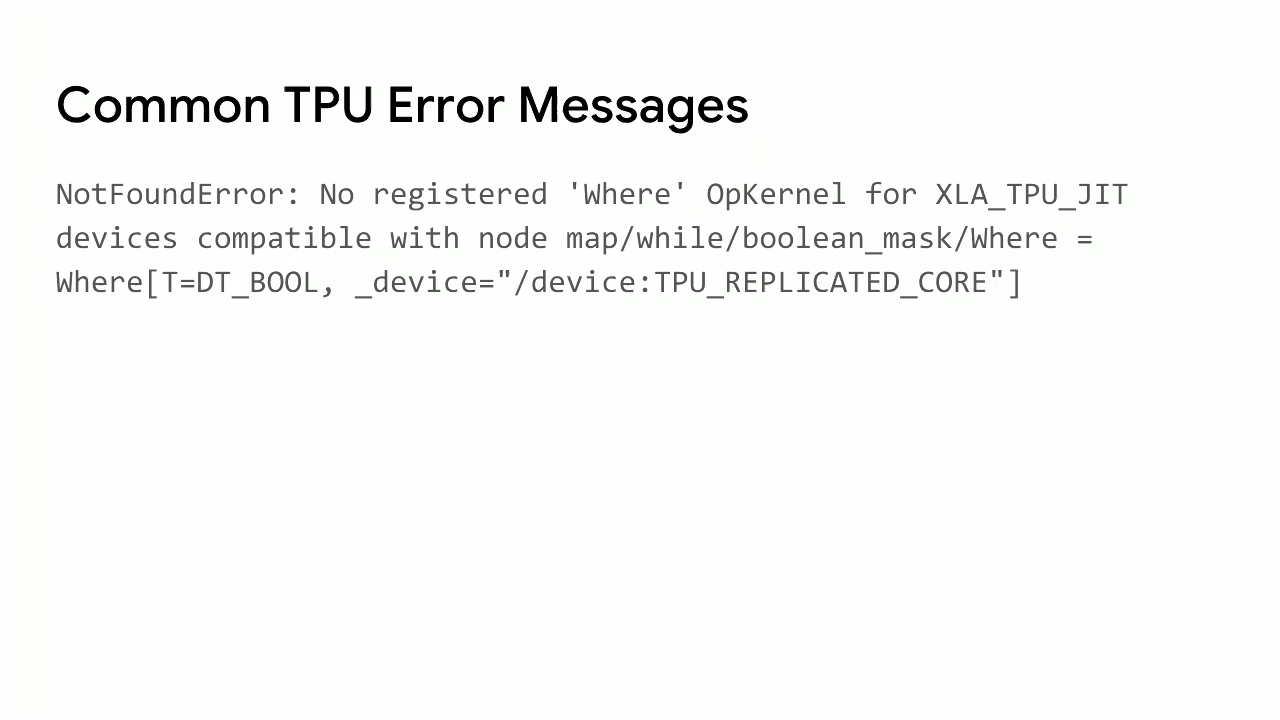 Common TPU Error Messages
NotFoundError: No registered 'Where' OpKernel for XLA_TPU_JIT
devices compatible with node map/while/boolean_mask/Where =
Where[T=DT_BOOL, _device="/device:TPU_REPLICATED_CORE"]